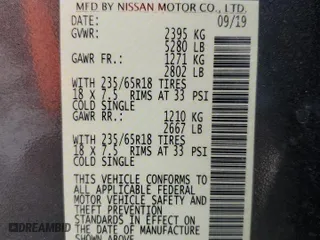 MFD BY NISSAN MOTOR CO., LTD.
DATE: 09/19
GVWR: 2395 KG
5280 LB
GAWR FR.: 1271 KG
2802 LB
WITH 235/65R18 TIRES
18 X 7.5 RIMS AT 33 PSI
COLD SINGLE
GAWR RR.: 1210 KG
2667 LB
WITH 235/65R18 TIRES
18 X 7.5 RIMS AT 33 PSI
COLD SINGLE
THIS VEHICLE CONFORMS TO
ALL APPLICABLE FEDERAL
MOTOR VEHICLE SAFETY AND
THEFT PREVENTION
STANDARDS IN EFFECT ON
THE DATE OF MANUFACTURE
SHOWN ABOVE
DREAMBID